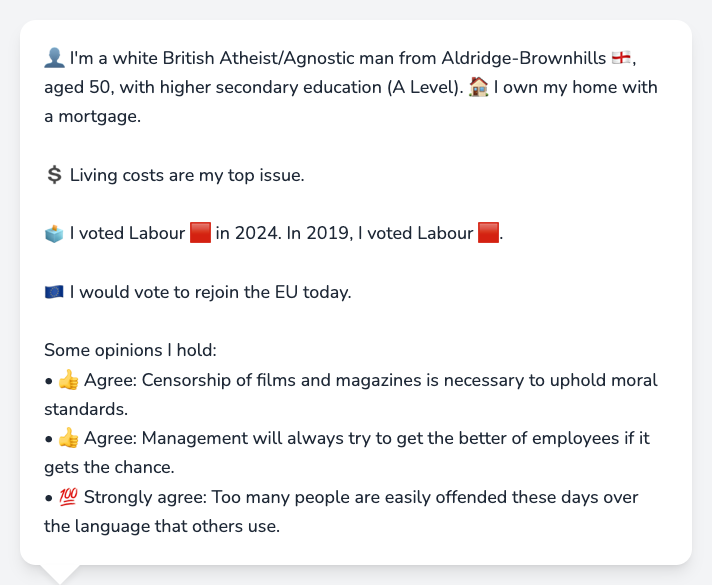 👤 I'm a white British Atheist/Agnostic man from Aldridge-Brownhills 🏴󠁧󠁢󠁥󠁮󠁧󠁿,
aged 50, with higher secondary education (A Level). 🏠 I own my home with
a mortgage.
💲 Living costs are my top issue.
🗳️ I voted Labour 🟥 in 2024. In 2019, I voted Labour 🟥.
🇪🇺 I would vote to rejoin the EU today.
Some opinions I hold:
• 👍 Agree: Censorship of films and magazines is necessary to uphold moral
standards.
• 👍 Agree: Management will always try to get the better of employees if it
gets the chance.
• 💯 Strongly agree: Too many people are easily offended these days over
the language that others use.